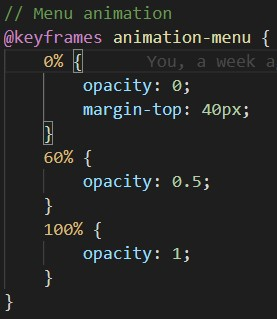 // Menu animation
@keyframes animation-menu {
    0% { You, a week a
        opacity: 0;
        margin-top: 40px;
    }
    60% {
        opacity: 0.5;
    }
    100% {
        opacity: 1;
    }
}